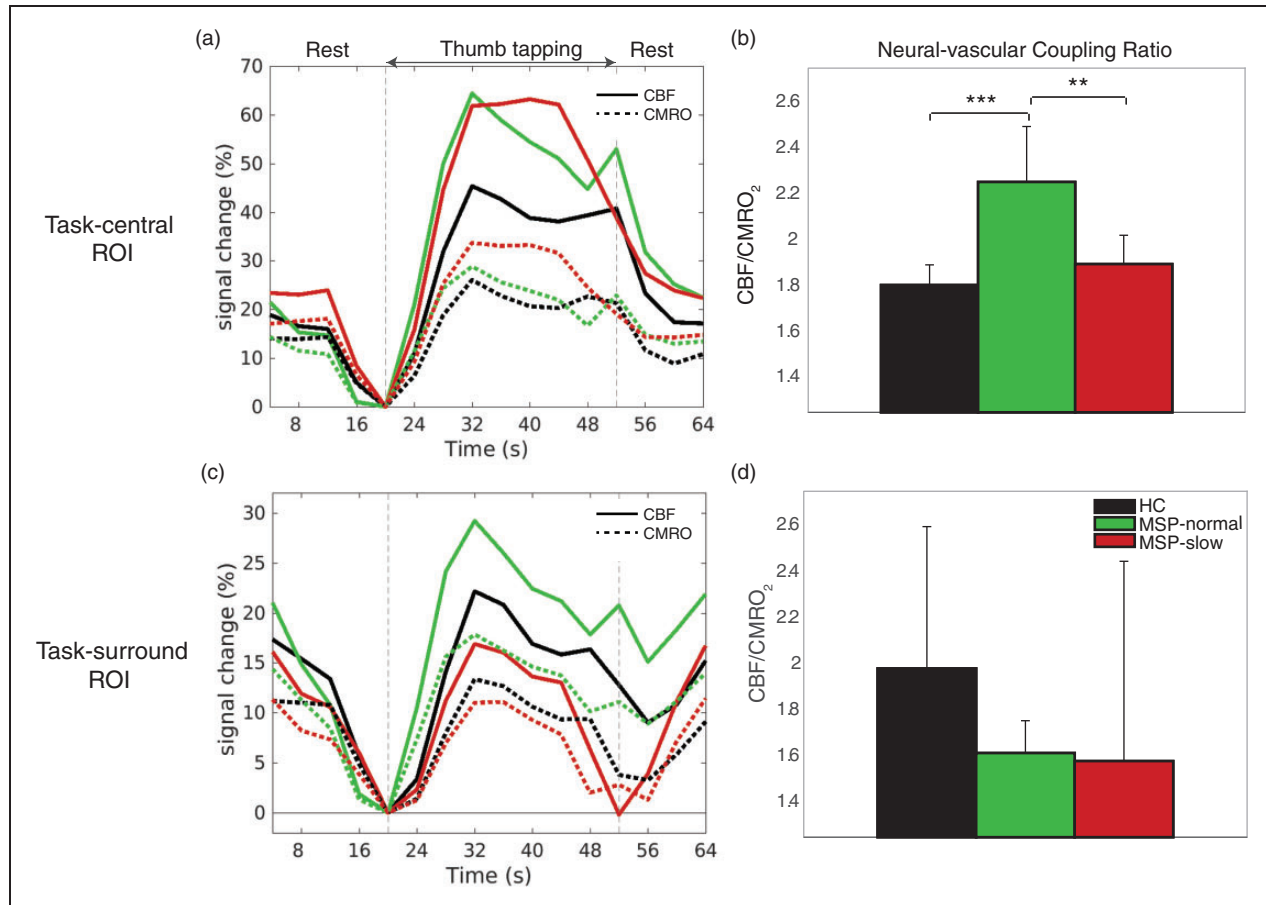 (a)
Rest
Thumb tapping
Rest
70
60
50
40
30
20
10
0
signal change (%)
CBF
CMRO
8
16
24
32
40
48
56
64
Time (s)
Task-central
ROI
(b)
Neural-vascular Coupling Ratio
2.6
2.4
2.2
2
1.8
1.6
1.4
CBF/CMRO₂
***
**
(c)
30
25
20
15
10
5
0
signal change (%)
CBF
CMRO
8
16
24
32
40
48
56
64
Time (s)
Task-surround
ROI
(d)
2.6
2.4
2.2
2
1.8
1.6
1.4
CBF/CMRO₂
HC
MSP-normal
MSP-slow